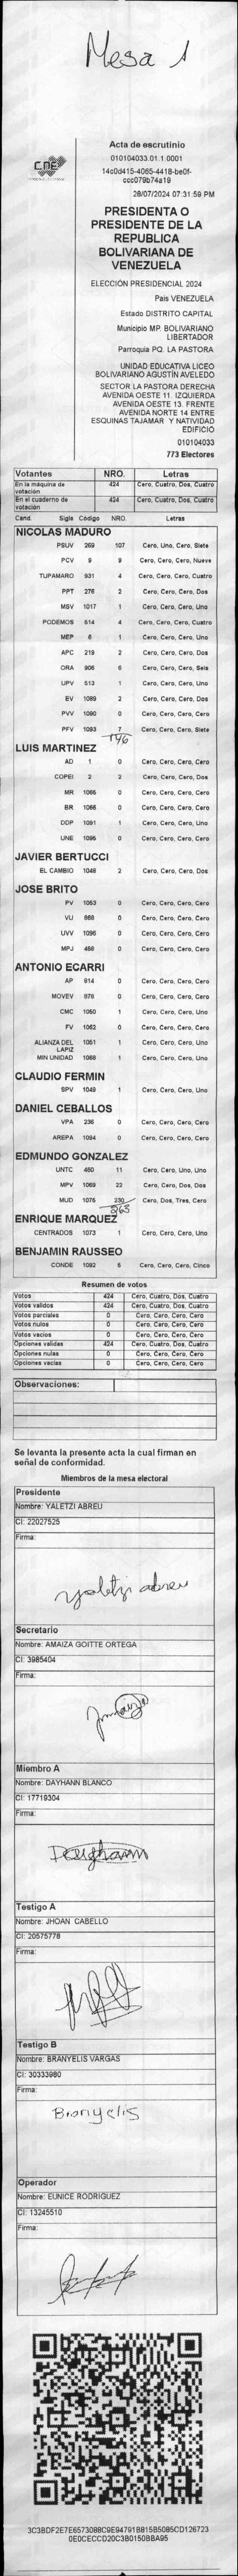 Mesa 1
CNE
Acta de escrutinio
010104033.01.1.0001
14c0d415-4065-4418-be0f-
ccc079b74a19
28/07/2024 07:31:59 PM
PRESIDENTA O
PRESIDENTE DE LA
REPUBLICA
BOLIVARIANA DE
VENEZUELA
ELECCIÓN PRESIDENCIAL 2024
Pais VENEZUELA
Estado DISTRITO CAPITAL
Municipio MP. BOLIVARIANO
LIBERTADOR
Parroquia PQ. LA PASTORA
UNIDAD EDUCATIVA LICEO
BOLIVARIANO AGUSTÍN AVELEDO
SECTOR LA PASTORA DERECHA
AVENIDA OESTE 11. IZQUIERDA
AVENIDA OESTE 13. FRENTE
AVENIDA NORTE 14 ENTRE
ESQUINAS TAJAMAR Y NATIVIDAD
EDIFICIO
010104033
773 Electores
Votantes NRO. Letras
En la máquina de votación 424 Cero, Cuatro, Dos, Cuatro
En el cuaderno de votación 424 Cero, Cuatro, Dos, Cuatro
Cand. Sigla Código NRO. Letras
NICOLAS MADURO
PSUV 269 107 Cero, Uno, Cero, Siete
PCV 9 9 Cero, Cero, Cero, Nueve
TUPAMARO 931 4 Cero, Cero, Cero, Cuatro
PPT 276 2 Cero, Cero, Cero, Dos
MSV 1017 1 Cero, Cero, Cero, Uno
PODEMOS 514 4 Cero, Cero, Cero, Cuatro
MEP 6 1 Cero, Cero, Cero, Uno
APC 219 2 Cero, Cero, Cero, Dos
ORA 906 6 Cero, Cero, Cero, Seis
UPV 513 1 Cero, Cero, Cero, Uno
EV 1089 2 Cero, Cero, Cero, Dos
PVV 1090 0 Cero, Cero, Cero, Cero
PFV 1093 7 Cero, Cero, Cero, Siete
146
LUIS MARTINEZ
AD 1 0 Cero, Cero, Cero, Cero
COPEI 2 2 Cero, Cero, Cero, Dos
MR 1065 0 Cero, Cero, Cero, Cero
BR 1066 0 Cero, Cero, Cero, Cero
DDP 1091 1 Cero, Cero, Cero, Uno
UNE 1095 0 Cero, Cero, Cero, Cero
JAVIER BERTUCCI
EL CAMBIO 1048 2 Cero, Cero, Cero, Dos
JOSE BRITO
PV 1053 0 Cero, Cero, Cero, Cero
VU 868 0 Cero, Cero, Cero, Cero
UVV 1096 0 Cero, Cero, Cero, Cero
MPJ 488 0 Cero, Cero, Cero, Cero
ANTONIO ECARRI
AP 814 0 Cero, Cero, Cero, Cero
MOVEV 878 0 Cero, Cero, Cero, Cero
CMC 1050 1 Cero, Cero, Cero, Uno
FV 1062 0 Cero, Cero, Cero, Cero
ALIANZA DEL LAPIZ 1051 1 Cero, Cero, Cero, Uno
MIN UNIDAD 1088 1 Cero, Cero, Cero, Uno
CLAUDIO FERMIN
SPV 1049 1 Cero, Cero, Cero, Uno
DANIEL CEBALLOS
VPA 236 0 Cero, Cero, Cero, Cero
AREPA 1094 0 Cero, Cero, Cero, Cero
EDMUNDO GONZALEZ
UNTC 460 11 Cero, Cero, Uno, Uno
MPV 1069 22 Cero, Cero, Dos, Dos
MUD 1075 230 Cero, Dos, Tres, Cero
263
ENRIQUE MARQUEZ
CENTRADOS 1073 1 Cero, Cero, Cero, Uno
BENJAMIN RAUSSEO
CONDE 1092 5 Cero, Cero, Cero, Cinco
Resumen de votos
Votos 424 Cero, Cuatro, Dos, Cuatro
Votos validos 424 Cero, Cuatro, Dos, Cuatro
Votos parciales 0 Cero, Cero, Cero, Cero
Votos nulos 0 Cero, Cero, Cero, Cero
Votos vacios 0 Cero, Cero, Cero, Cero
Opciones validas 424 Cero, Cuatro, Dos, Cuatro
Opciones nulas 0 Cero, Cero, Cero, Cero
Opciones vacias 0 Cero, Cero, Cero, Cero
Observaciones:
Se levanta la presente acta la cual firman en
señal de conformidad.
Miembros de la mesa electoral
Presidente
Nombre: YALETZI ABREU
CI: 22027525
Firma:
yaletzi abreu
Secretario
Nombre: AMAIZA GOITTE ORTEGA
CI: 3985404
Firma:
Miembro A
Nombre: DAYHANN BLANCO
CI: 17719304
Firma:
Dayhann
Testigo A
Nombre: JHOAN CABELLO
CI: 20575778
Firma:
Testigo B
Nombre: BRANYELIS VARGAS
CI: 30333980
Firma:
Branyelis
Operador
Nombre: EUNICE RODRIGUEZ
CI: 13245510
Firma:
3C3BDF2E7E6573088C9E94791B815B5085CD126723
0E0CECCD20C3B0150BBA95